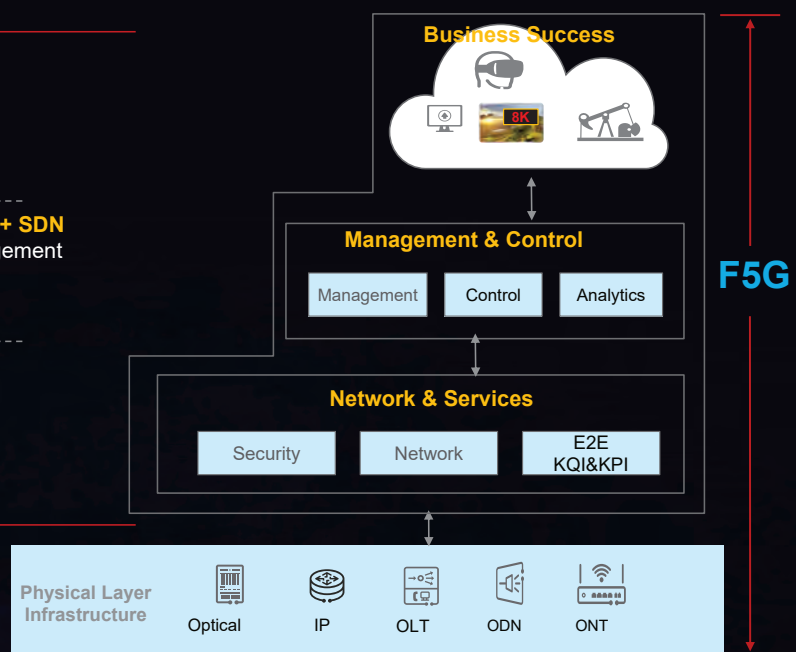 Business Success
8K
+ SDN
gement
Management & Control
Management
Control
Analytics
F5G
Network & Services
Security
Network
E2E
KQI&KPI
Physical Layer
Infrastructure
Optical
IP
OLT
ODN
ONT